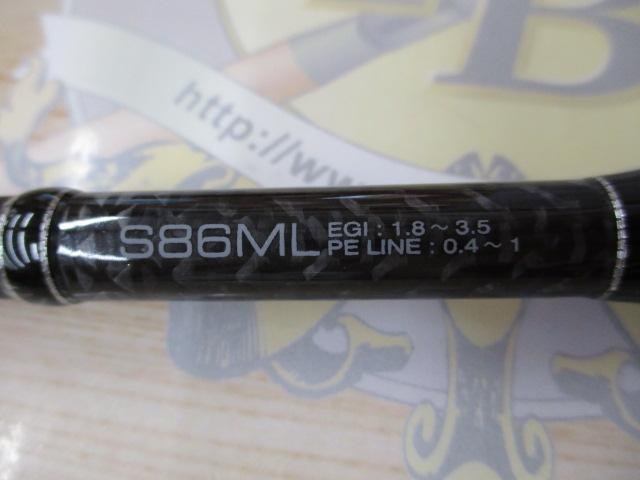 B
http://ww
S86ML
EGI : 1.8～3.5
PE LINE : 0.4～1